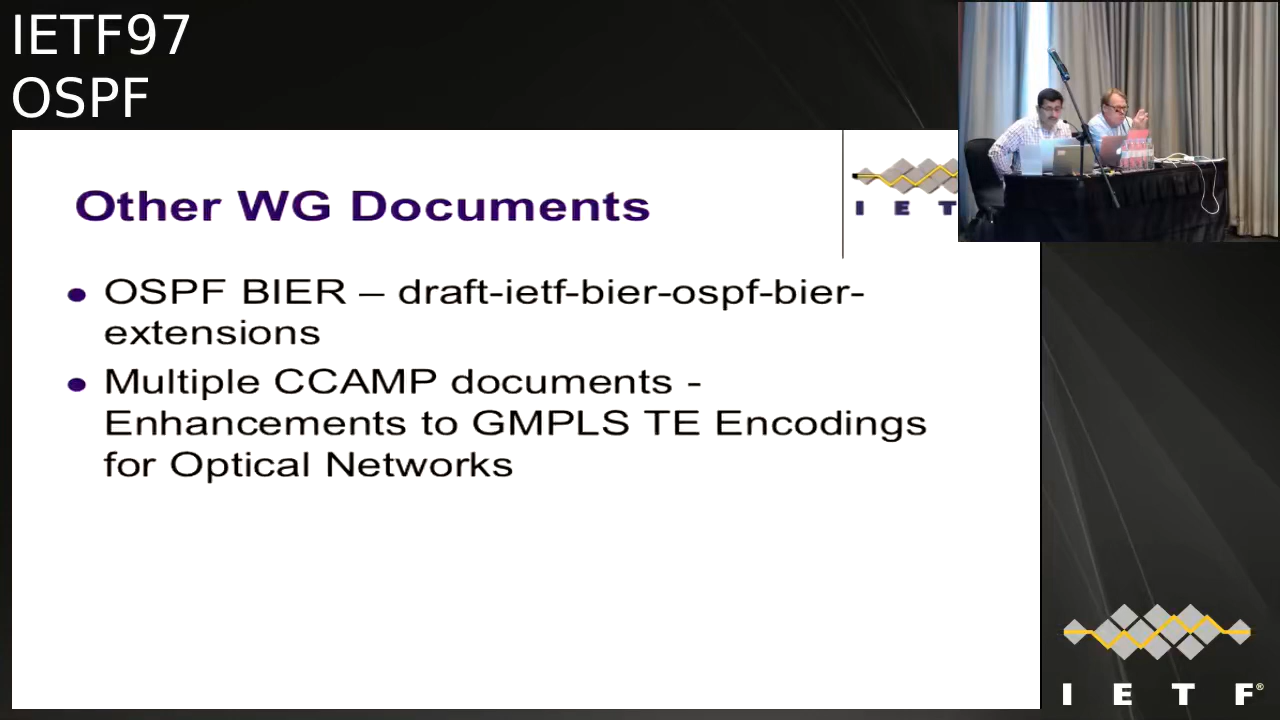 IETF97
OSPF
Other WG Documents
I E T
OSPF BIER – draft-ietf-bier-ospf-bier-
extensions
Multiple CCAMP documents -
Enhancements to GMPLS TE Encodings
for Optical Networks
I E T F®